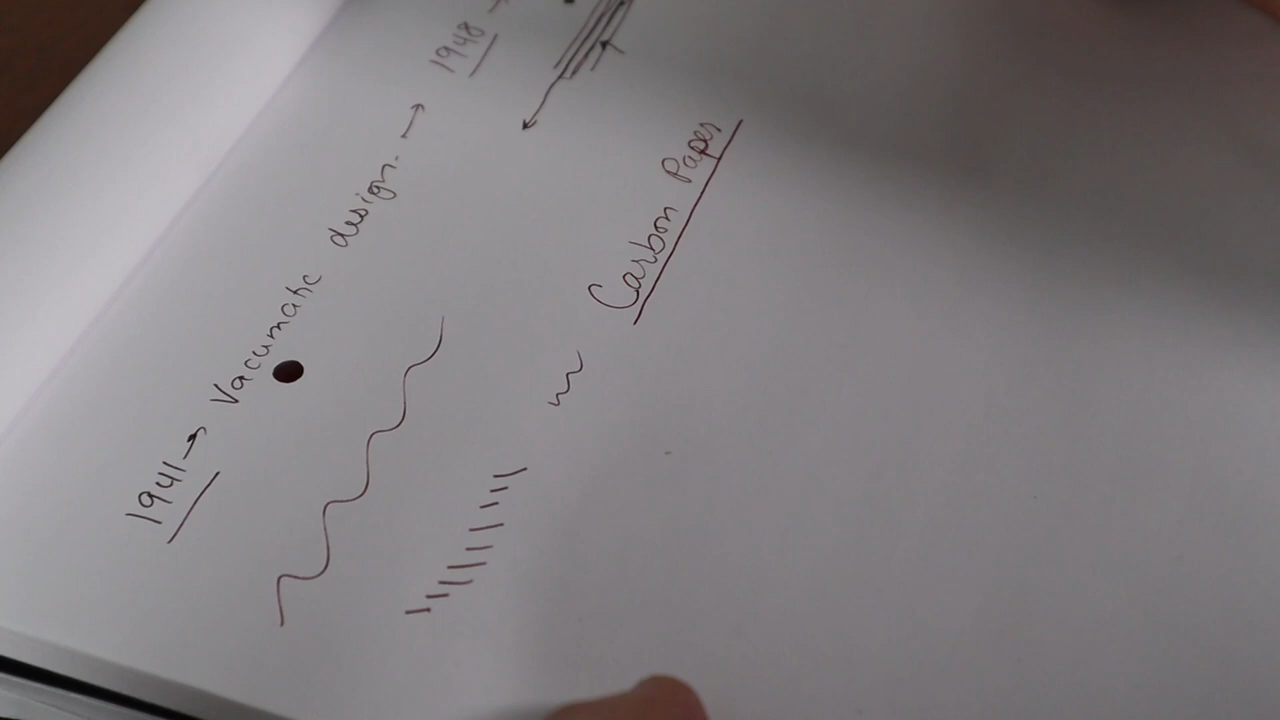 1941 → Vacumatic design. → 1948 →
Carbon Paper